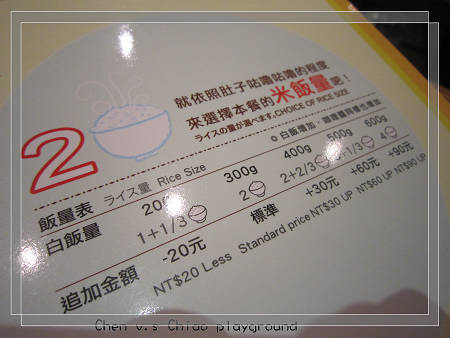 2
就依照肚子咕嚕咕嚕的程度
來選擇本餐的米飯量吧！
ライスの量が選べます。CHOICE OF RICE SIZE
飯量表 ライス量 Rice Size 20 300g 400g 500g 600g
白飯量 1+1/3 2 2+2/3 +1/3 4
追加金額 -20元 標準 +30元 +60元 +90元
NT$20 Less Standard price NT$30 UP NT$60 UP NT$90 UP
Chen v.s Chiao playground